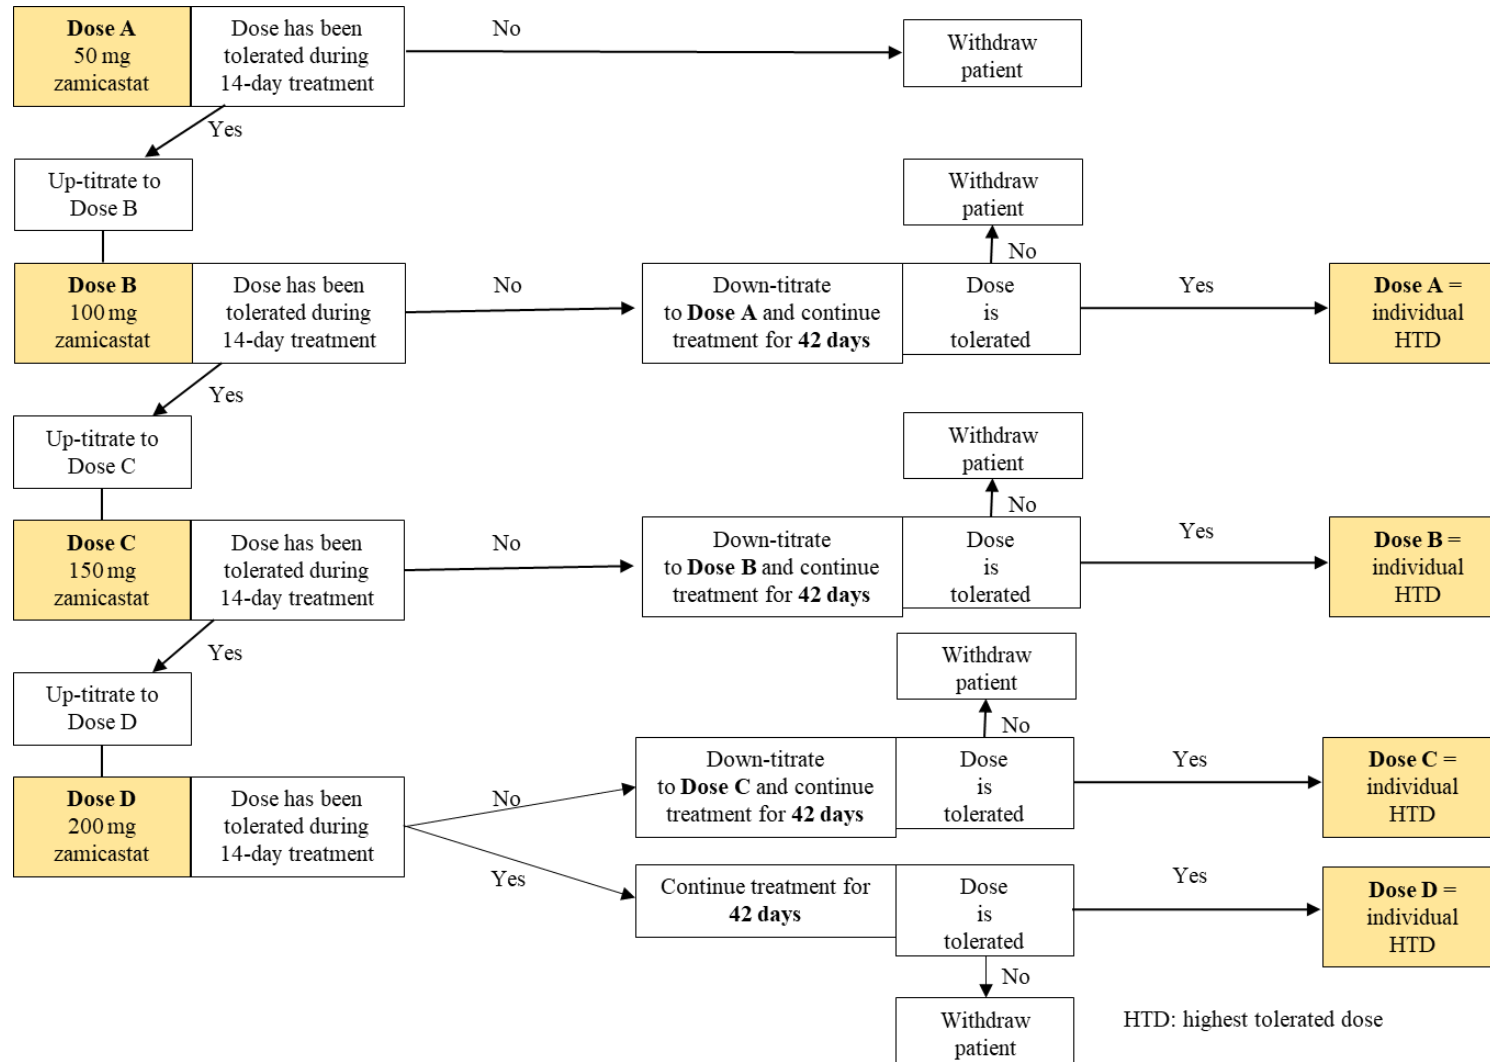 Dose A
50 mg
zamicastat
Dose has been
tolerated during
14-day treatment
No
Withdraw
patient
Yes
Up-titrate to
Dose B
Withdraw
patient
No
Dose B
100 mg
zamicastat
Dose has been
tolerated during
14-day treatment
No
Down-titrate
to Dose A and continue
treatment for 42 days
Dose
is
tolerated
Yes
Dose A =
individual
HTD
Yes
Up-titrate to
Dose C
Withdraw
patient
No
Dose C
150 mg
zamicastat
Dose has been
tolerated during
14-day treatment
No
Down-titrate
to Dose B and continue
treatment for 42 days
Dose
is
tolerated
Yes
Dose B =
individual
HTD
Yes
Up-titrate to
Dose D
Withdraw
patient
No
Dose D
200 mg
zamicastat
Dose has been
tolerated during
14-day treatment
No
Down-titrate
to Dose C and continue
treatment for 42 days
Dose
is
tolerated
Yes
Dose C =
individual
HTD
Yes
Continue treatment for
42 days
Dose
is
tolerated
Yes
Dose D =
individual
HTD
No
Withdraw
patient
HTD: highest tolerated dose